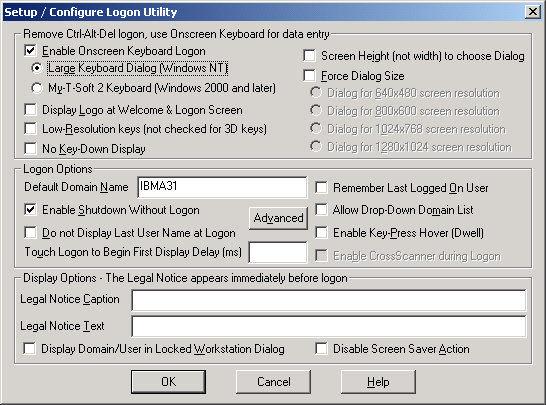 Setup / Configure Logon Utility
Remove Ctrl-Alt-Del logon, use Onscreen Keyboard for data entry
Enable Onscreen Keyboard Logon
Large Keyboard Dialog (Windows NT)
My-T-Soft 2 Keyboard (Windows 2000 and later)
Display Logo at Welcome & Logon Screen
Low-Resolution keys (not checked for 3D keys)
No Key-Down Display
Screen Height (not width) to choose Dialog
Force Dialog Size
Dialog for 640x480 screen resolution
Dialog for 800x600 screen resolution
Dialog for 1024x768 screen resolution
Dialog for 1280x1024 screen resolution
Logon Options
Default Domain Name IBMA31
Enable Shutdown Without Logon
Advanced
Do not Display Last User Name at Logon
Touch Logon to Begin First Display Delay (ms)
Remember Last Logged On User
Allow Drop-Down Domain List
Enable Key-Press Hover (Dwell)
Enable CrossScanner during Logon
Display Options - The Legal Notice appears immediately before logon
Legal Notice Caption
Legal Notice Text
Display Domain/User in Locked Workstation Dialog
Disable Screen Saver Action
OK
Cancel
Help